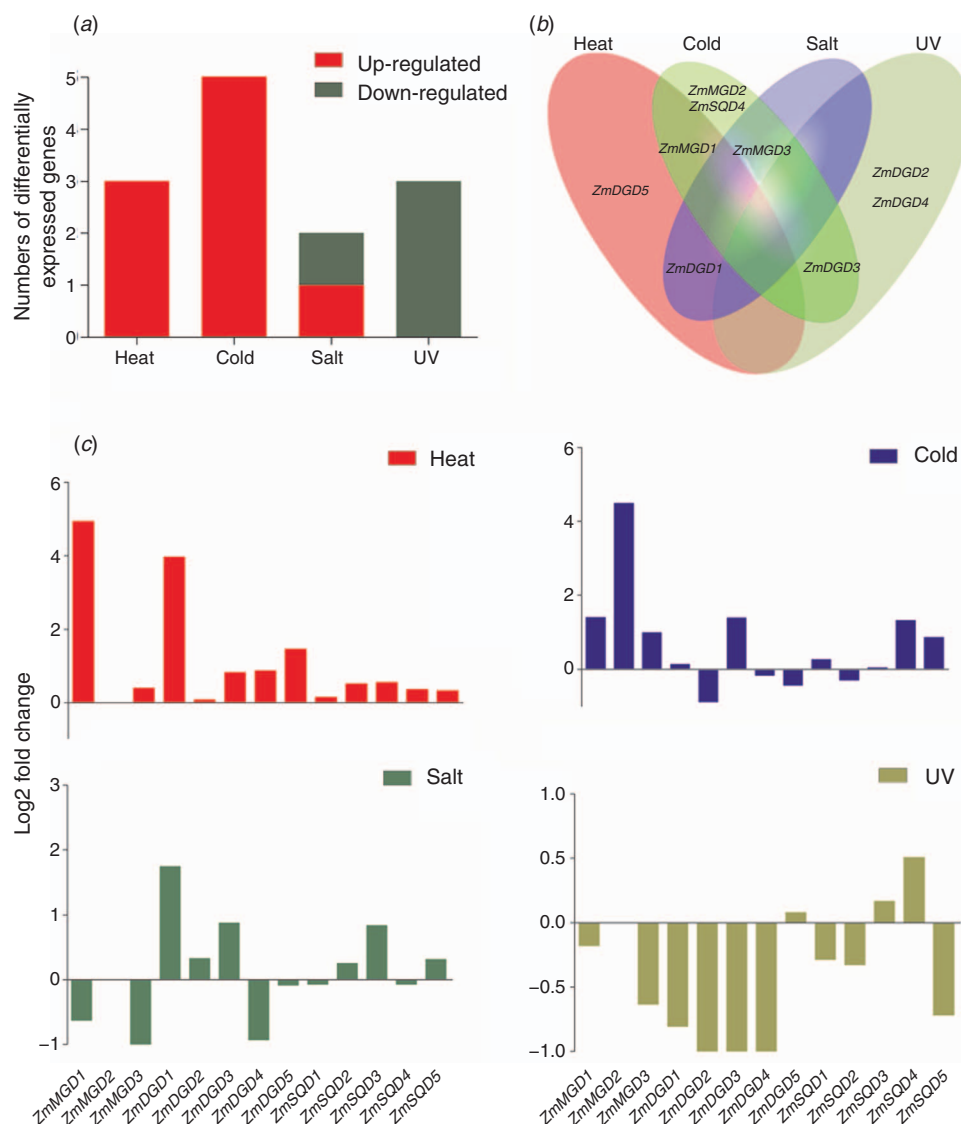 (a)
Up-regulated
Down-regulated
Numbers of differentially
expressed genes
5
4
3
2
1
0
Heat Cold Salt UV
(b)
Heat Cold Salt UV
ZmMGD2
ZmSQD4
ZmMGD1 ZmMGD3
ZmDGD5
ZmDGD2
ZmDGD4
ZmDGD1 ZmDGD3
(c)
Log2 fold change
Heat
6
4
2
0
Cold
6
4
2
0
Salt
3
2
1
0
−1
ZmMGD1 ZmMGD2 ZmMGD3 ZmDGD1 ZmDGD2 ZmDGD3 ZmDGD4 ZmDGD5 ZmSQD1 ZmSQD2 ZmSQD3 ZmSQD4 ZmSQD5
UV
1.0
0.5
0.0
−0.5
−1.0
ZmMGD1 ZmMGD2 ZmMGD3 ZmDGD1 ZmDGD2 ZmDGD3 ZmDGD4 ZmDGD5 ZmSQD1 ZmSQD2 ZmSQD3 ZmSQD4 ZmSQD5